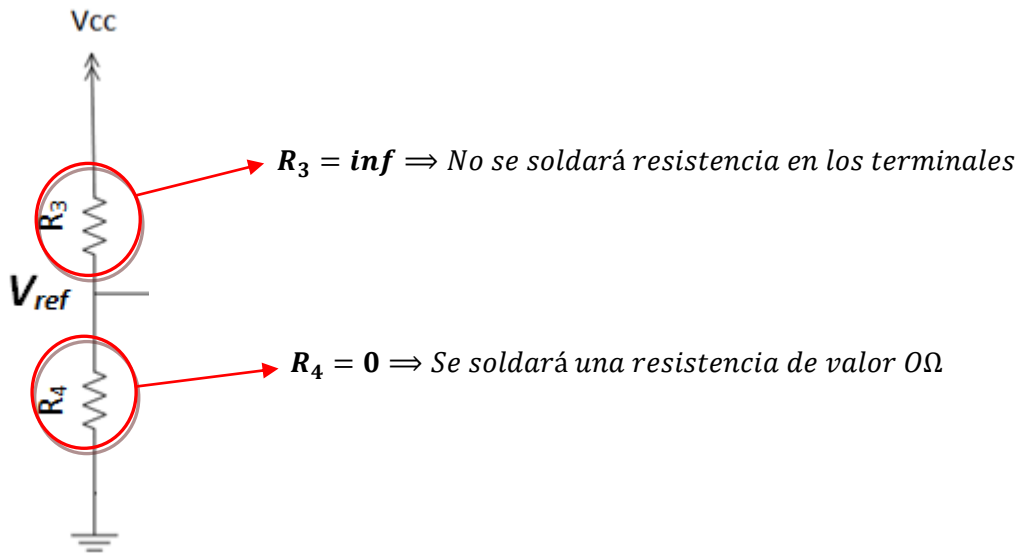 Vcc
R₃
𝑹₃ = 𝒊𝒏𝒇 ⟹ No se soldará resistencia en los terminales
V_ref
R₄
𝑹₄ = 𝟎 ⟹ Se soldará una resistencia de valor OΩ